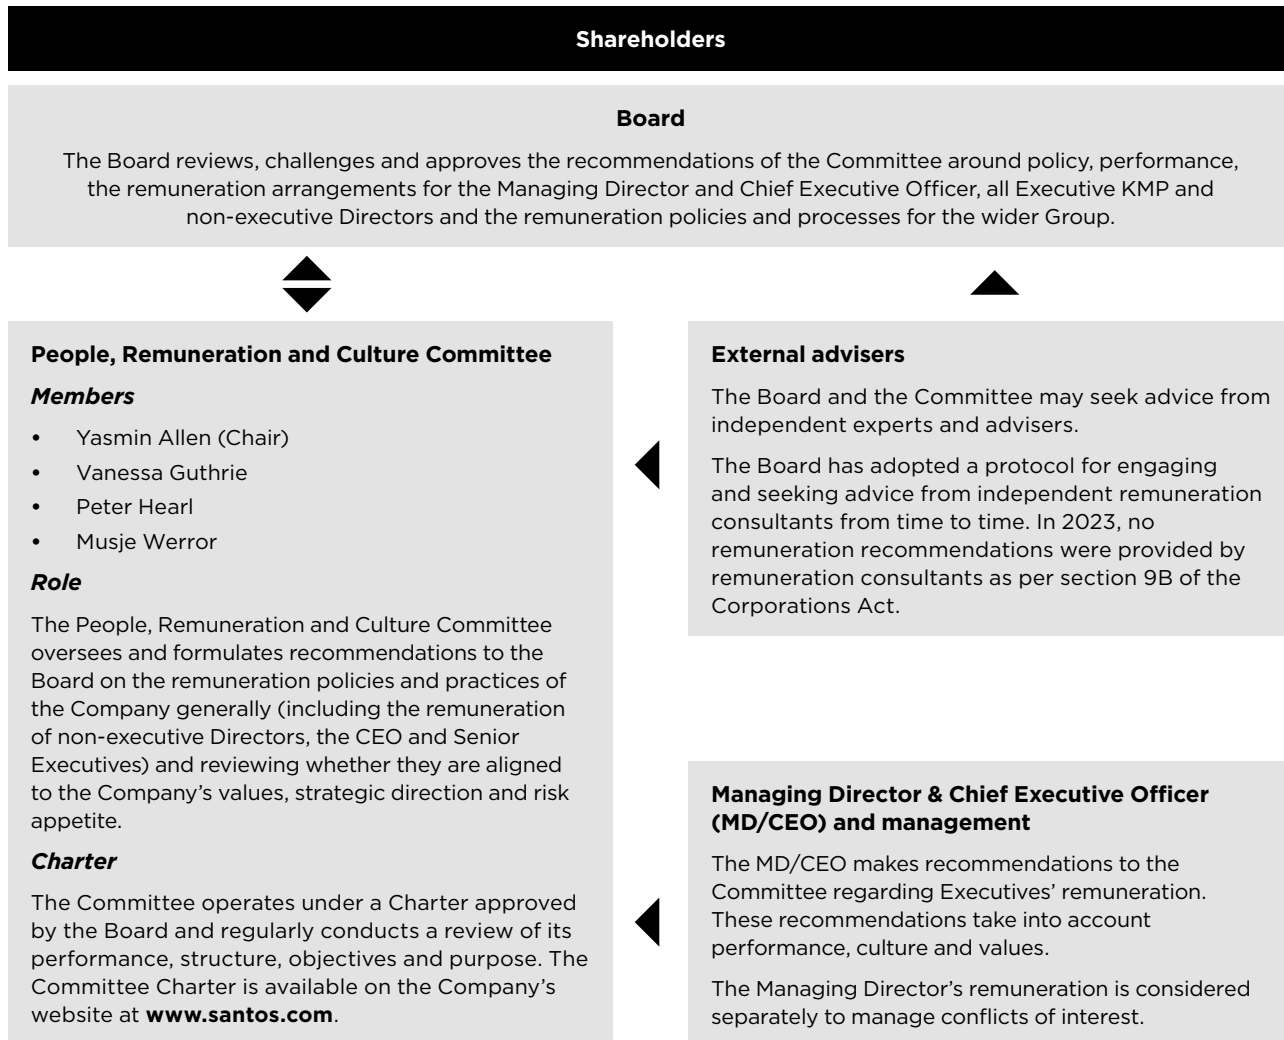 Shareholders
Board
The Board reviews, challenges and approves the recommendations of the Committee around policy, performance,
the remuneration arrangements for the Managing Director and Chief Executive Officer, all Executive KMP and
non-executive Directors and the remuneration policies and processes for the wider Group.
People, Remuneration and Culture Committee
Members
• Yasmin Allen (Chair)
• Vanessa Guthrie
• Peter Hearl
• Musje Werror
Role
The People, Remuneration and Culture Committee
oversees and formulates recommendations to the
Board on the remuneration policies and practices of
the Company generally (including the remuneration
of non-executive Directors, the CEO and Senior
Executives) and reviewing whether they are aligned
to the Company’s values, strategic direction and risk
appetite.
Charter
The Committee operates under a Charter approved
by the Board and regularly conducts a review of its
performance, structure, objectives and purpose. The
Committee Charter is available on the Company’s
website at www.santos.com.
External advisers
The Board and the Committee may seek advice from
independent experts and advisers.
The Board has adopted a protocol for engaging
and seeking advice from independent remuneration
consultants from time to time. In 2023, no
remuneration recommendations were provided by
remuneration consultants as per section 9B of the
Corporations Act.
Managing Director & Chief Executive Officer
(MD/CEO) and management
The MD/CEO makes recommendations to the
Committee regarding Executives’ remuneration.
These recommendations take into account
performance, culture and values.
The Managing Director’s remuneration is considered
separately to manage conflicts of interest.